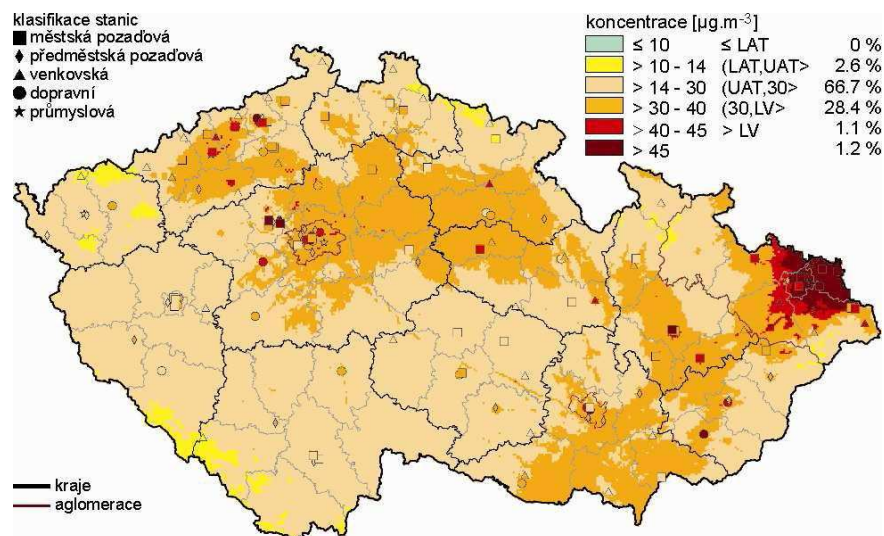 klasifikace stanic
městská pozaďová
předměstská pozaďová
venkovská
dopravní
průmyslová
koncentrace [µg.m⁻³]
≤ 10 ≤ LAT 0 %
> 10 - 14 (LAT,UAT> 2.6 %
> 14 - 30 (UAT,30> 66.7 %
> 30 - 40 (30,LV> 28.4 %
> 40 - 45 > LV 1.1 %
> 45 1.2 %
kraje
aglomerace